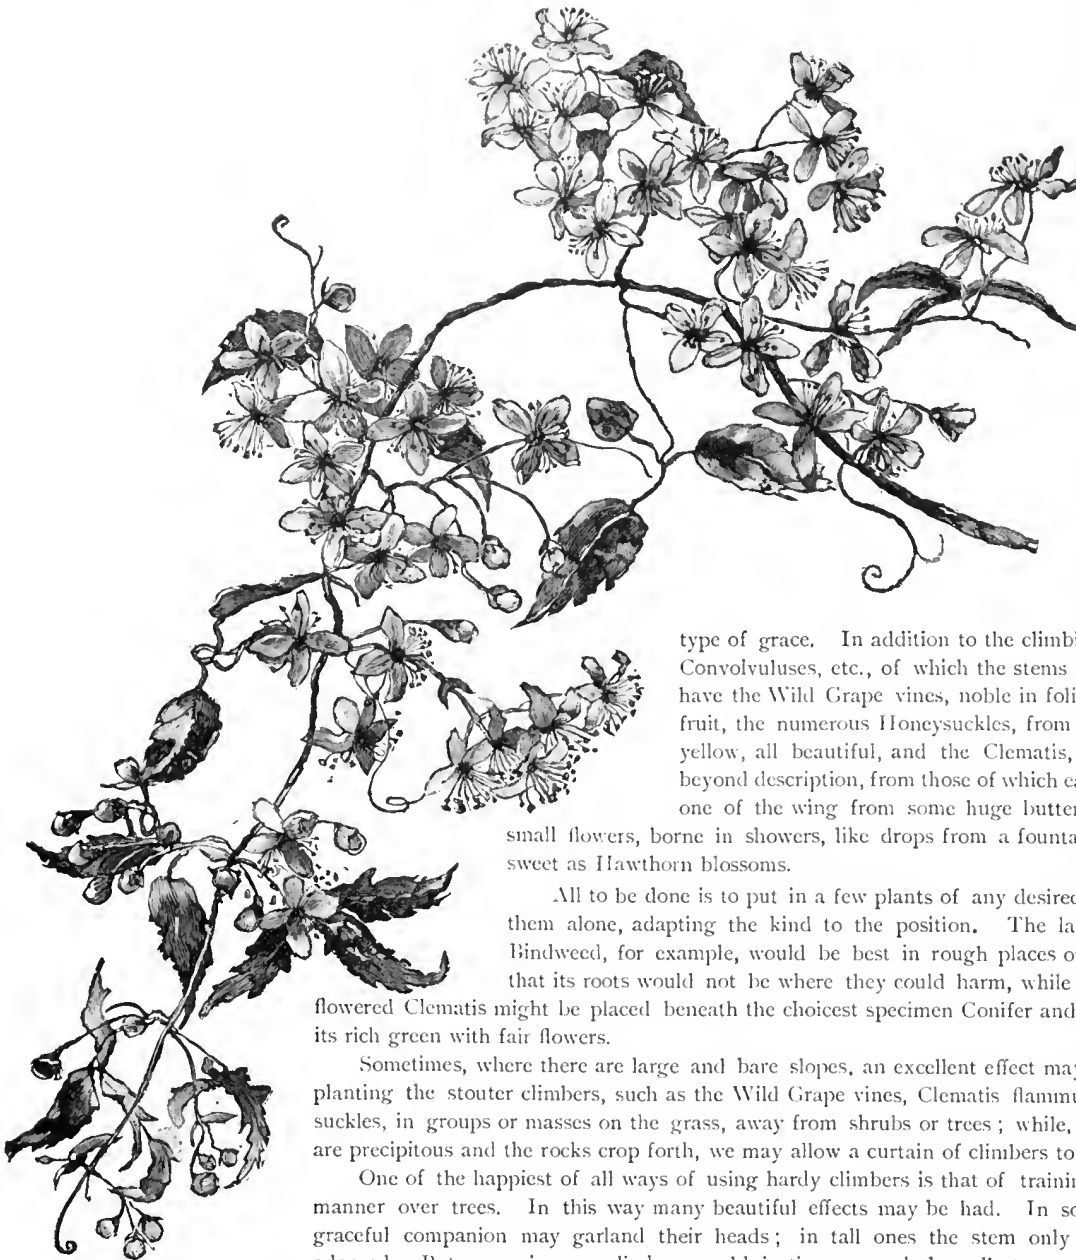 type of grace. In addition to the climbi
Convolvuluses, etc., of which the stems
have the Wild Grape vines, noble in foli
fruit, the numerous Honeysuckles, from
yellow, all beautiful, and the Clematis,
beyond description, from those of which ea
one of the wing from some huge butter
small flowers, borne in showers, like drops from a founta
sweet as Hawthorn blossoms.
All to be done is to put in a few plants of any desired
them alone, adapting the kind to the position. The la
Bindweed, for example, would be best in rough places o
that its roots would not be where they could harm, while
flowered Clematis might be placed beneath the choicest specimen Conifer and
its rich green with fair flowers.
Sometimes, where there are large and bare slopes, an excellent effect may
planting the stouter climbers, such as the Wild Grape vines, Clematis flammu
suckles, in groups or masses on the grass, away from shrubs or trees ; while,
are precipitous and the rocks crop forth, we may allow a curtain of climbers to
One of the happiest of all ways of using hardy climbers is that of trainin
manner over trees. In this way many beautiful effects may be had. In so
graceful companion may garland their heads ; in tall ones the stem only